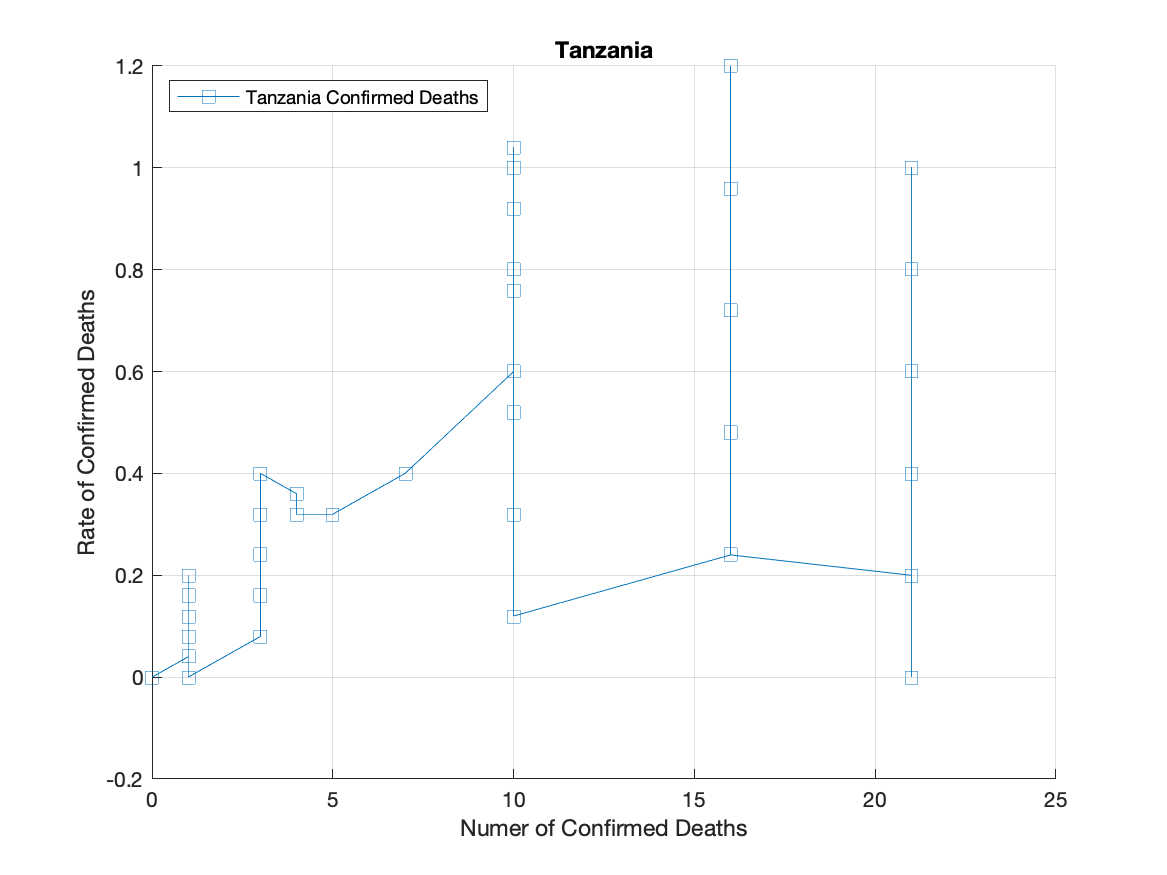 Tanzania
Tanzania Confirmed Deaths
1.2
1
0.8
0.6
0.4
0.2
0
-0.2
Rate of Confirmed Deaths
0 5 10 15 20 25
Numer of Confirmed Deaths